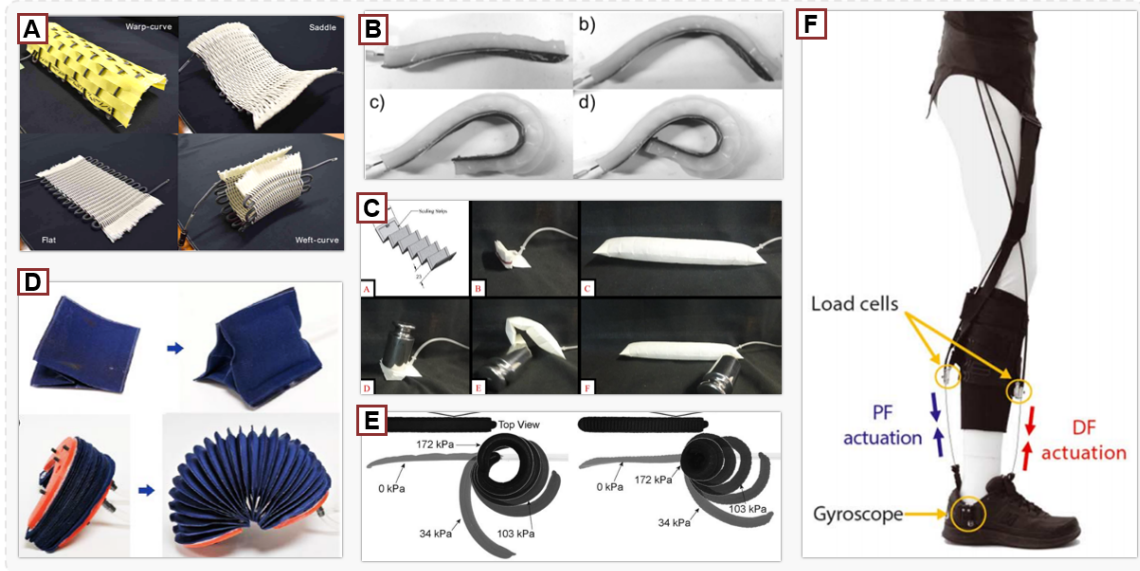 A
Warp-curve
Saddle
Flat
Weft-curve
B
b)
c)
d)
C
A
B
C
D
E
F
D
E
Top View
172 kPa
0 kPa
34 kPa
103 kPa
0 kPa
172 kPa
34 kPa
103 kPa
F
Load cells
PF
actuation
DF
actuation
Gyroscope